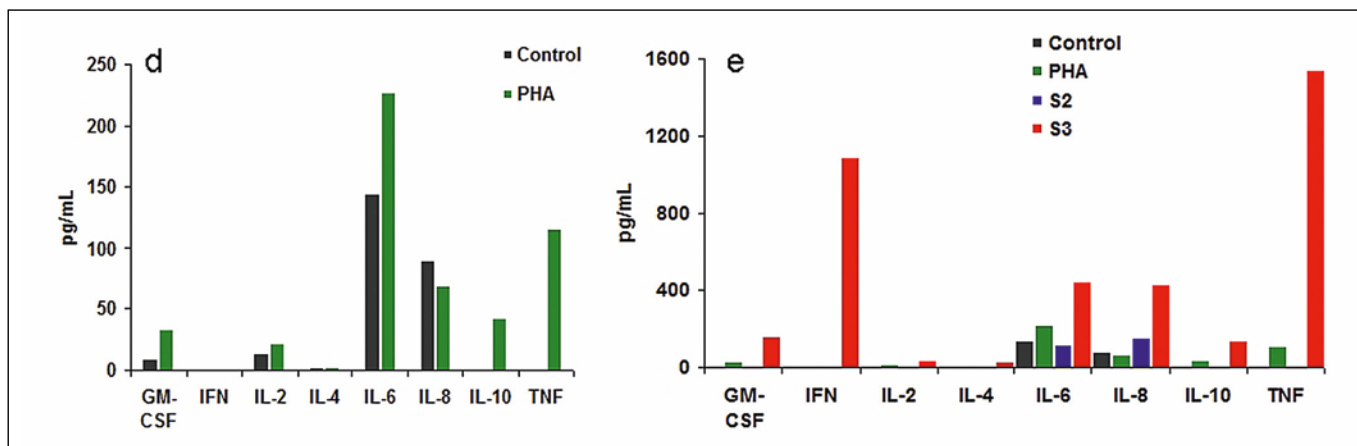 d
Control
PHA
250
200
150
100
50
0
pg/mL
GM-CSF IFN IL-2 IL-4 IL-6 IL-8 IL-10 TNF
e
Control
PHA
S2
S3
1600
1200
800
400
0
pg/mL
GM-CSF IFN IL-2 IL-4 IL-6 IL-8 IL-10 TNF